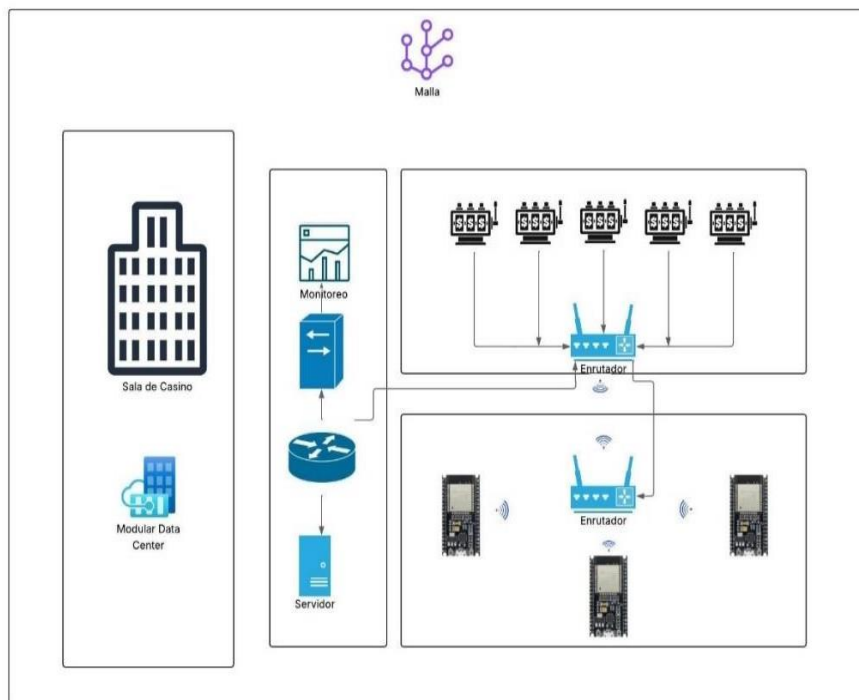 Malla
Sala de Casino
Modular Data
Center
Monitoreo
Servidor
Enrutador
Enrutador